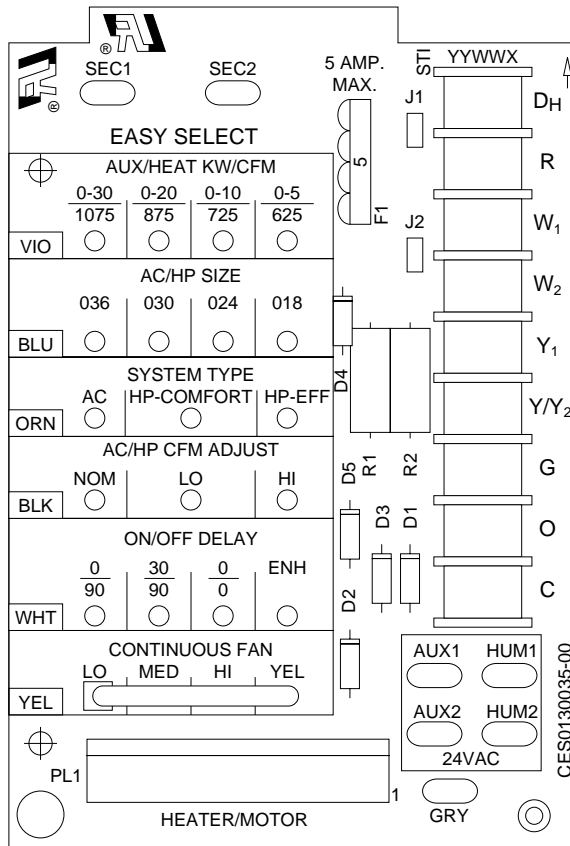 ®
®
SEC1 SEC2
5 AMP.
MAX.
STI
YYWWX
J1
J2
5
F1
EASY SELECT
AUX/HEAT KW/CFM
0-30 0-20 0-10 0-5
1075 875 725 625
VIO
AC/HP SIZE
036 030 024 018
BLU
SYSTEM TYPE
AC HP-COMFORT HP-EFF
ORN
AC/HP CFM ADJUST
NOM LO HI
BLK
ON/OFF DELAY
0 30 0 ENH
90 90 0
WHT
CONTINUOUS FAN
LO MED HI YEL
YEL
D4
R1
R2
D5
D3
D1
D2
DH
R
W1
W2
Y1
Y/Y2
G
O
C
AUX1 HUM1
AUX2 HUM2
24VAC
CES0130035-00
PL1
1
HEATER/MOTOR
GRY